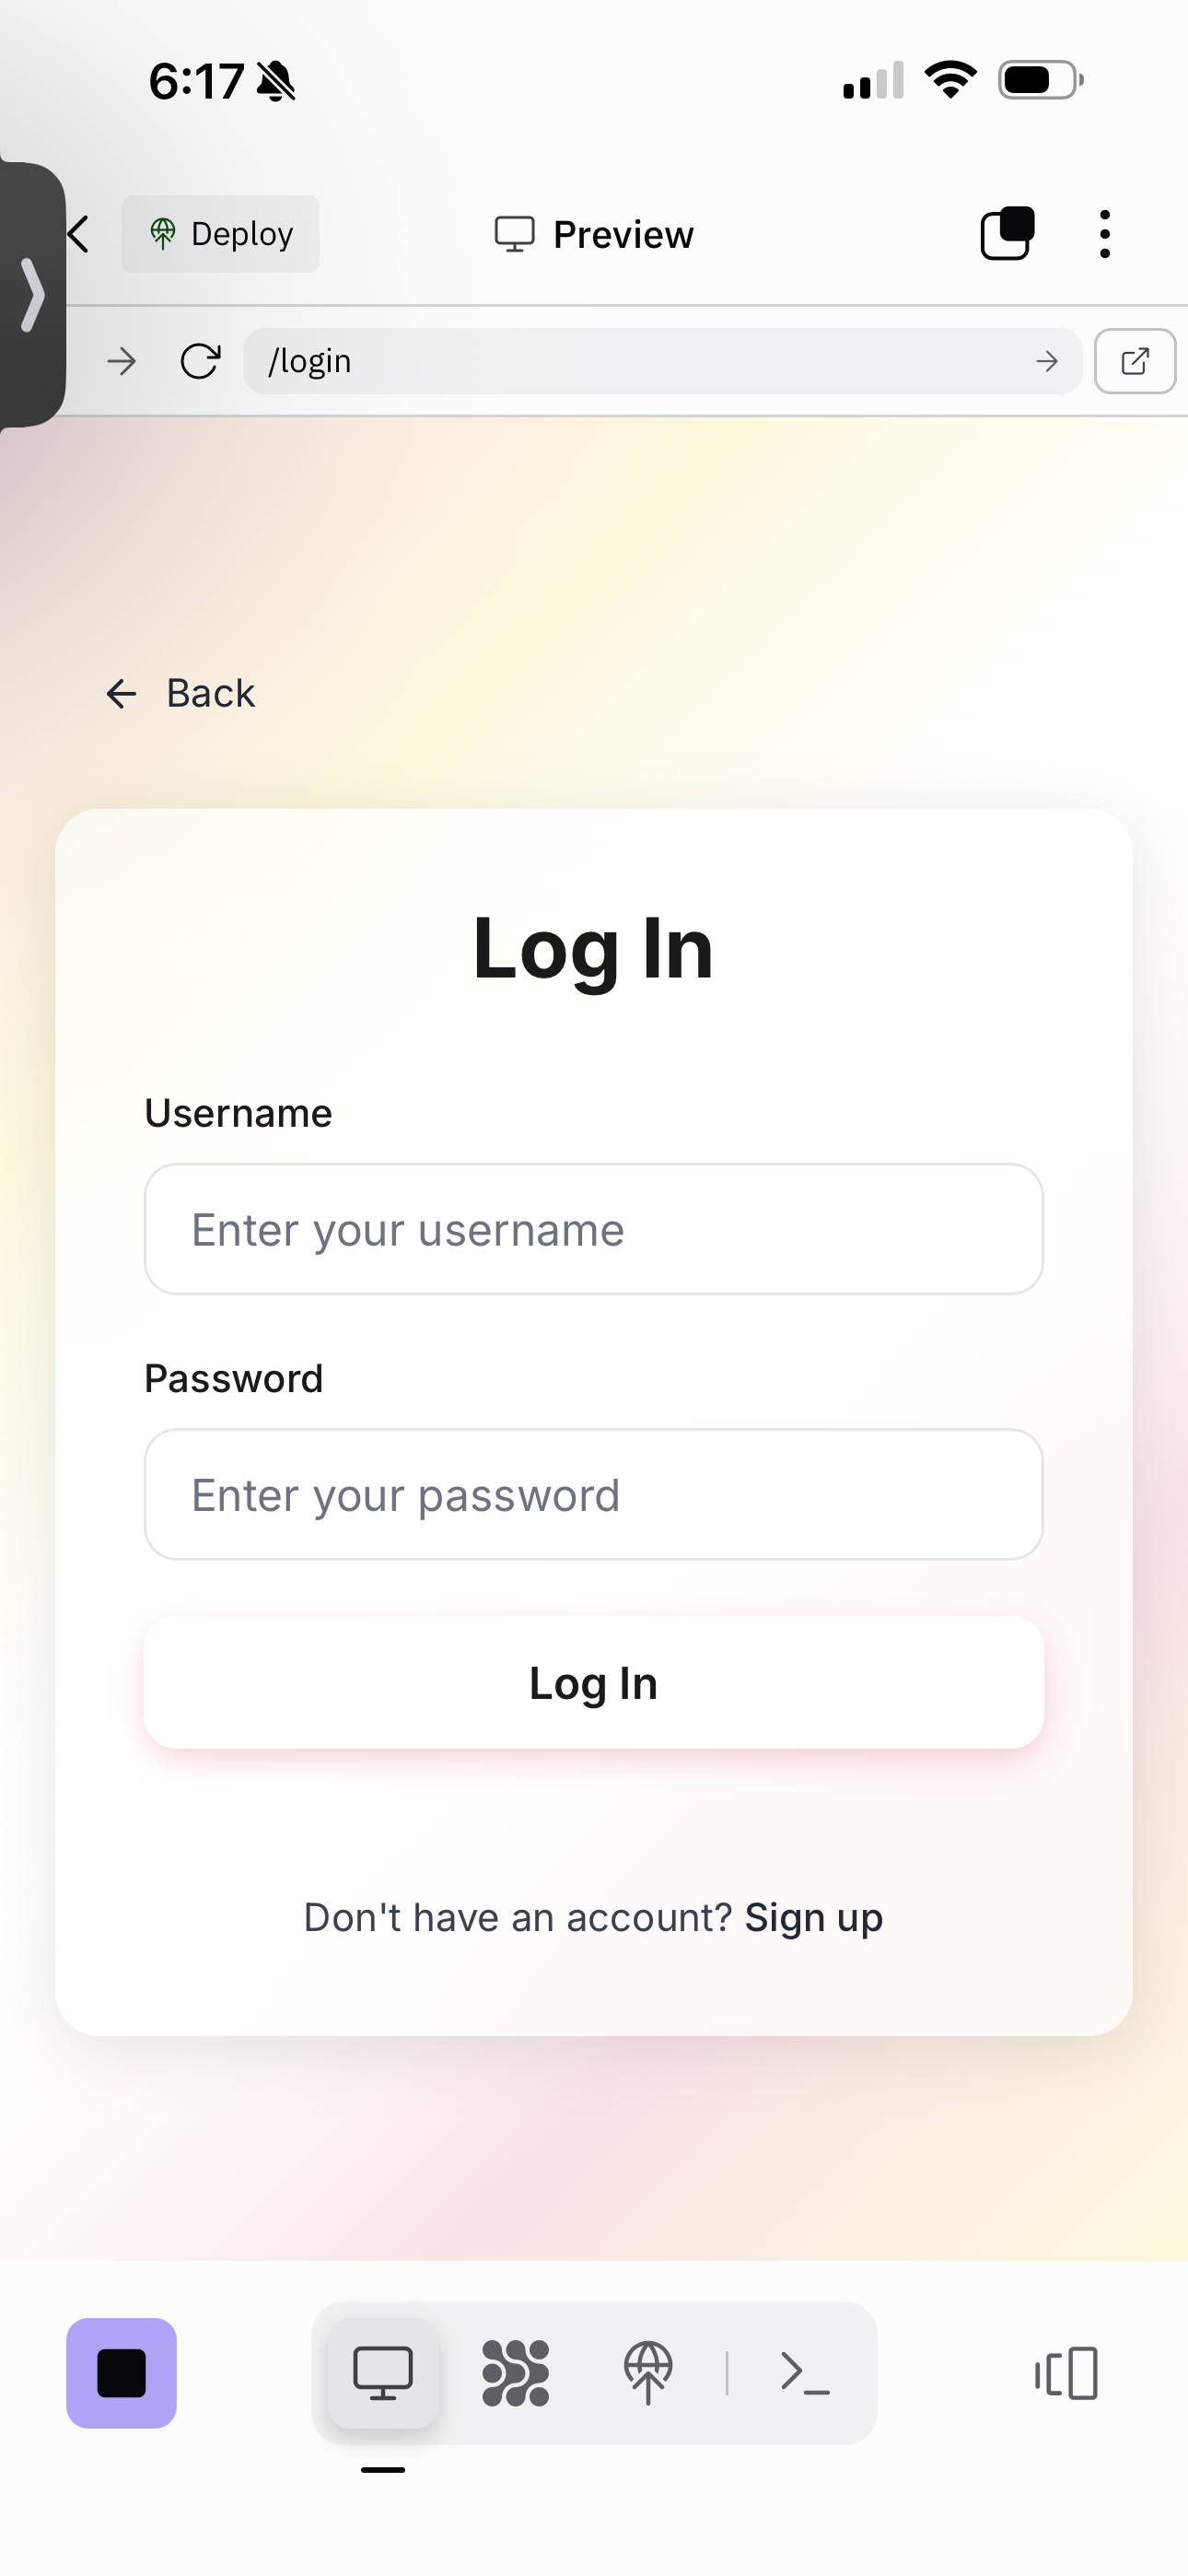 6:17
Deploy
Preview
/login
Back
Log In
Username
Enter your username
Password
Enter your password
Log In
Don't have an account? Sign up